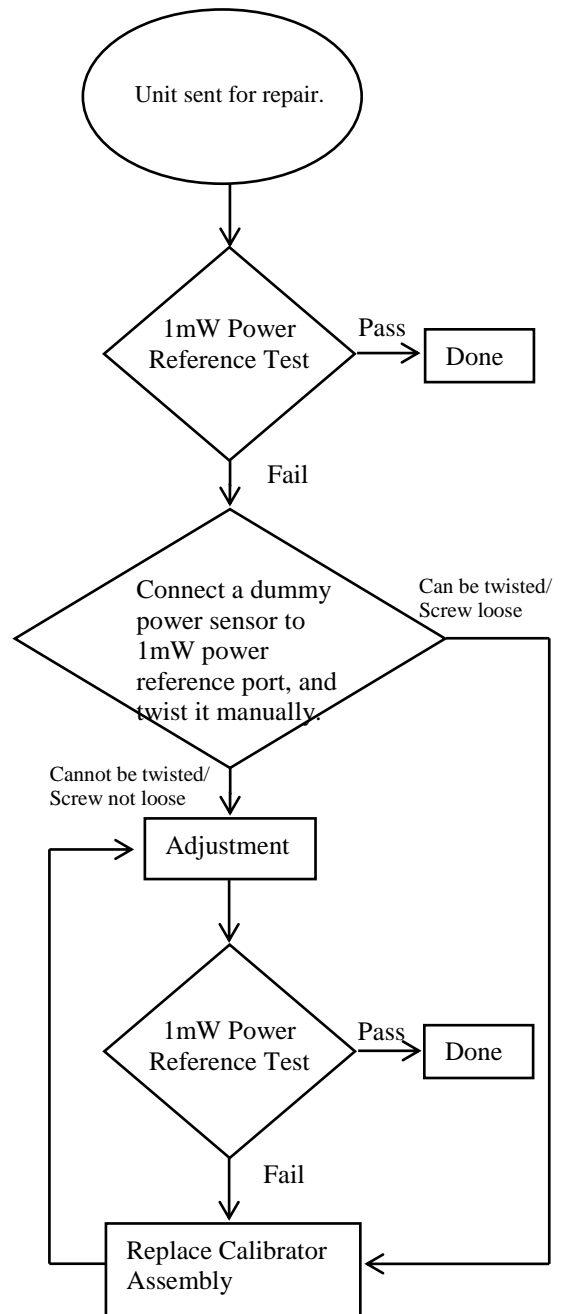 Unit sent for repair.
1mW Power
Reference Test
Pass
Done
Fail
Connect a dummy
power sensor to
1mW power
reference port, and
twist it manually.
Can be twisted/
Screw loose
Cannot be twisted/
Screw not loose
Adjustment
1mW Power
Reference Test
Pass
Done
Fail
Replace Calibrator
Assembly